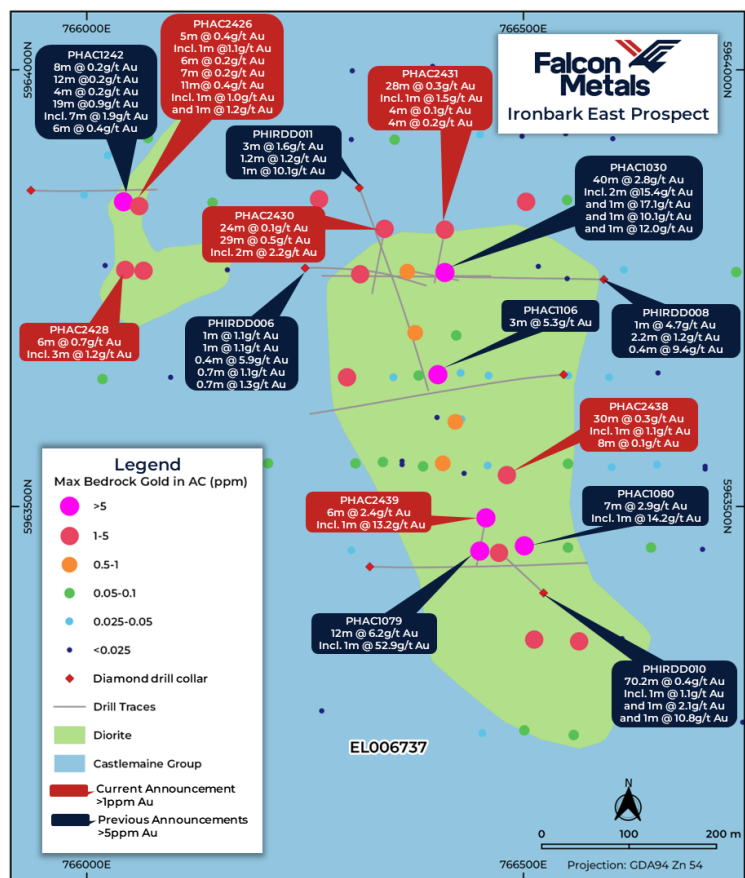 766000E
766500E
5964000N
5964000N
Falcon
Metals
Ironbark East Prospect
PHAC1242
8m @ 0.2g/t Au
12m @0.2g/t Au
4m @ 0.2g/t Au
19m @0.9g/t Au
Incl. 7m @ 1.9g/t Au
6m @ 0.4g/t Au
PHAC2426
5m @ 0.4g/t Au
Incl. 1m @1.1g/t Au
6m @ 0.2g/t Au
7m @ 0.2g/t Au
11m @ 0.4g/t Au
Incl. 1m @ 1.0g/t Au
and 1m @ 1.2g/t Au
PHAC2431
28m @ 0.3g/t Au
Incl. 1m @ 1.5g/t Au
4m @ 0.1g/t Au
4m @ 0.2g/t Au
PHIRDD011
3m @ 1.6g/t Au
1.2m @ 1.2g/t Au
1m @ 10.1g/t Au
PHAC1030
40m @ 2.8g/t Au
Incl. 2m @15.4g/t Au
and 1m @ 17.1g/t Au
and 1m @ 10.1g/t Au
and 1m @ 12.0g/t Au
PHAC2430
24m @ 0.1g/t Au
29m @ 0.5g/t Au
Incl. 2m @ 2.2g/t Au
PHAC2428
6m @ 0.7g/t Au
Incl. 3m @ 1.2g/t Au
PHIRDD006
1m @ 1.1g/t Au
1m @ 1.1g/t Au
0.4m @ 5.9g/t Au
0.7m @ 1.1g/t Au
0.7m @ 1.3g/t Au
PHAC1106
3m @ 5.3g/t Au
PHIRDD008
1m @ 4.7g/t Au
2.2m @ 1.2g/t Au
0.4m @ 9.4g/t Au
PHAC2438
30m @ 0.3g/t Au
Incl. 1m @ 1.1g/t Au
8m @ 0.1g/t Au
PHAC2439
6m @ 2.4g/t Au
Incl. 1m @ 13.2g/t Au
PHAC1080
7m @ 2.9g/t Au
Incl. 1m @ 14.2g/t Au
5963500N
5963500N
PHAC1079
12m @ 6.2g/t Au
Incl. 1m @ 52.9g/t Au
PHIRDD010
70.2m @ 0.4g/t Au
Incl. 1m @ 1.1g/t Au
and 1m @ 2.1g/t Au
and 1m @ 10.8g/t Au
Legend
Max Bedrock Gold in AC (ppm)
>5
1-5
0.5-1
0.05-0.1
0.025-0.05
<0.025
Diamond drill collar
Drill Traces
Diorite
Castlemaine Group
Current Announcement
>1ppm Au
Previous Announcements
>5ppm Au
EL006737
N
0
100
200 m
Projection: GDA94 Zn 54
766000E
766500E